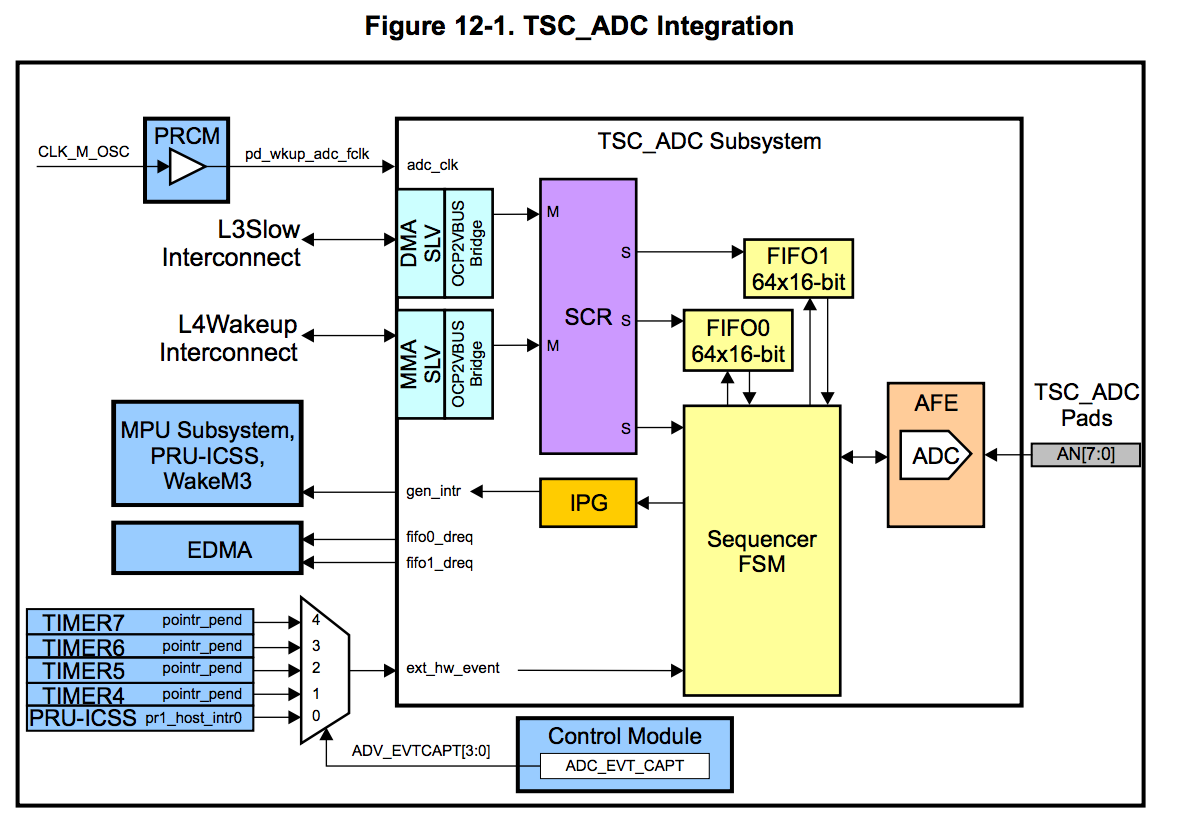 Figure 12-1. TSC_ADC Integration
TSC_ADC Subsystem
PRCM
CLK_M_OSC
pd_wkup_adc_fclk
adc_clk
L3Slow
Interconnect
DMA
SLV
OCP2VBUS
Bridge
M
S
FIFO1
64x16-bit
L4Wakeup
Interconnect
MMA
SLV
OCP2VBUS
Bridge
M
SCR
S
FIFO0
64x16-bit
S
AFE
ADC
TSC_ADC
Pads
AN[7:0]
MPU Subsystem,
PRU-ICSS,
WakeM3
gen_intr
IPG
EDMA
fifo0_dreq
fifo1_dreq
Sequencer
FSM
TIMER7 pointr_pend 4
TIMER6 pointr_pend 3
TIMER5 pointr_pend 2
TIMER4 pointr_pend 1
PRU-ICSS pr1_host_intr0 0
ext_hw_event
ADV_EVTCAPT[3:0]
Control Module
ADC_EVT_CAPT